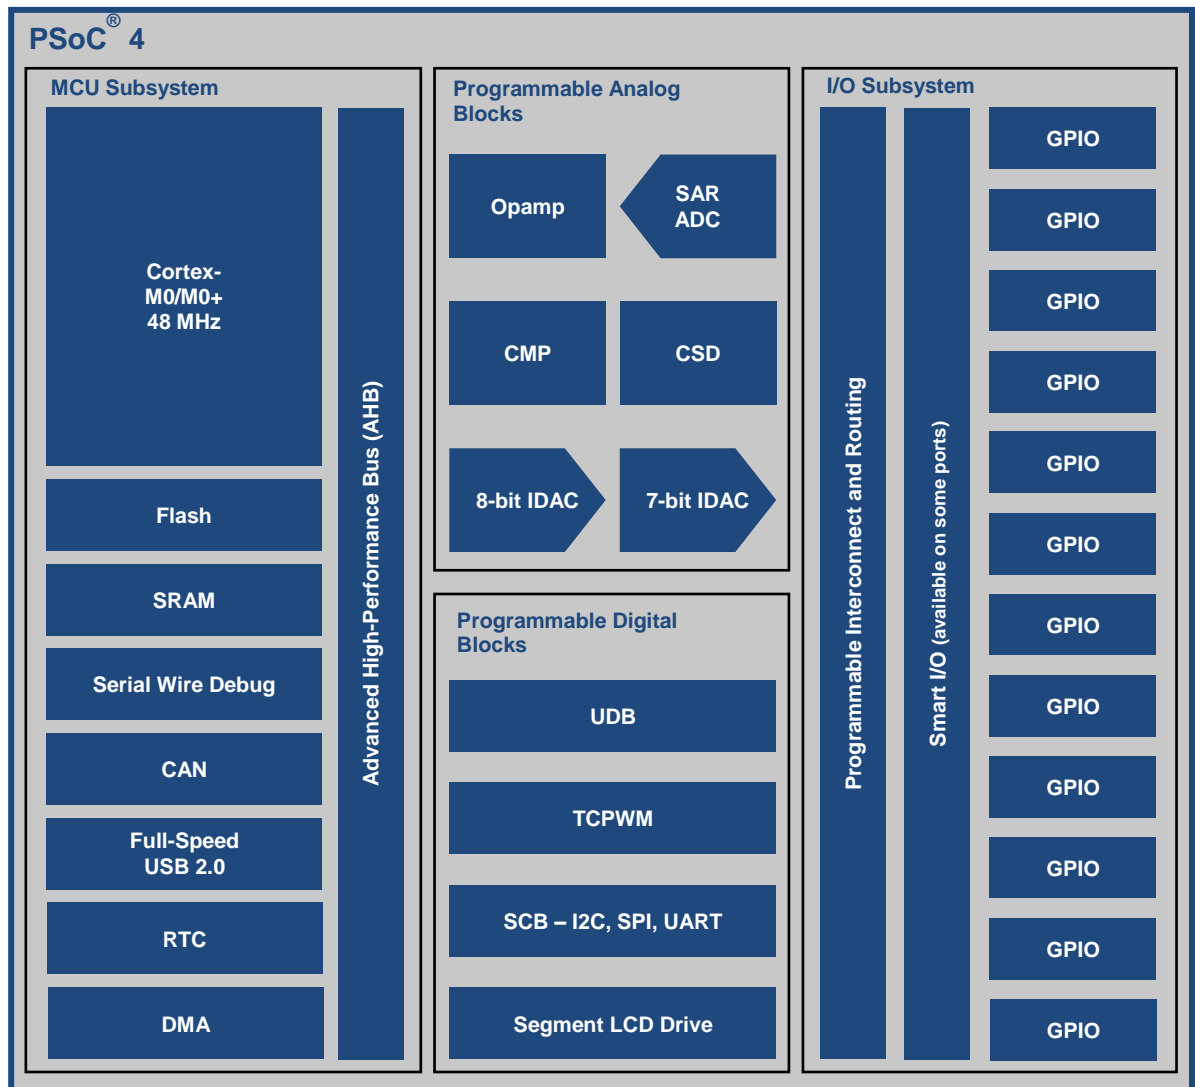 PSoC® 4
MCU Subsystem
Cortex-
M0/M0+
48 MHz
Flash
SRAM
Serial Wire Debug
CAN
Full-Speed
USB 2.0
RTC
DMA
Advanced High-Performance Bus (AHB)
Programmable Analog
Blocks
Opamp
SAR
ADC
CMP
CSD
8-bit IDAC
7-bit IDAC
Programmable Digital
Blocks
UDB
TCPWM
SCB – I2C, SPI, UART
Segment LCD Drive
I/O Subsystem
Programmable Interconnect and Routing
Smart I/O (available on some ports)
GPIO
GPIO
GPIO
GPIO
GPIO
GPIO
GPIO
GPIO
GPIO
GPIO
GPIO
GPIO